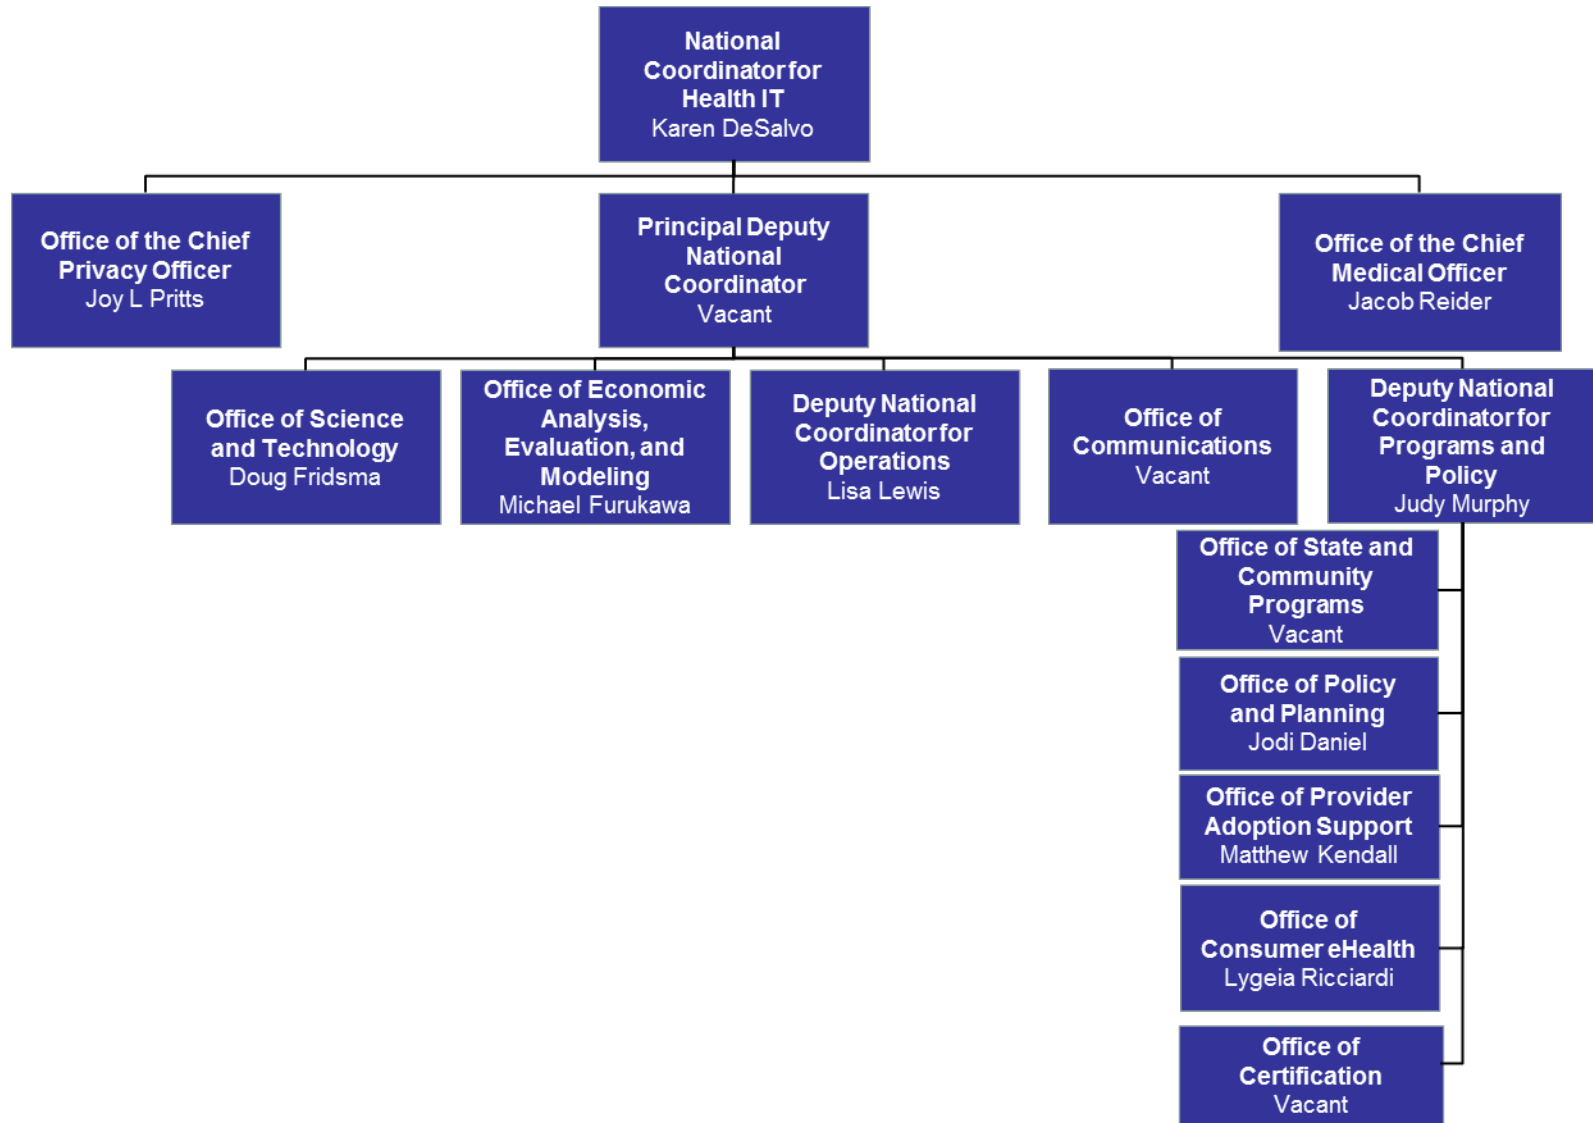 National
Coordinator for
Health IT
Karen DeSalvo
Office of the Chief
Privacy Officer
Joy L Pritts
Principal Deputy
National
Coordinator
Vacant
Office of the Chief
Medical Officer
Jacob Reider
Office of Science
and Technology
Doug Fridsma
Office of Economic
Analysis,
Evaluation, and
Modeling
Michael Furukawa
Deputy National
Coordinator for
Operations
Lisa Lewis
Office of
Communications
Vacant
Deputy National
Coordinator for
Programs and
Policy
Judy Murphy
Office of State and
Community
Programs
Vacant
Office of Policy
and Planning
Jodi Daniel
Office of Provider
Adoption Support
Matthew Kendall
Office of
Consumer eHealth
Lygeia Ricciardi
Office of
Certification
Vacant